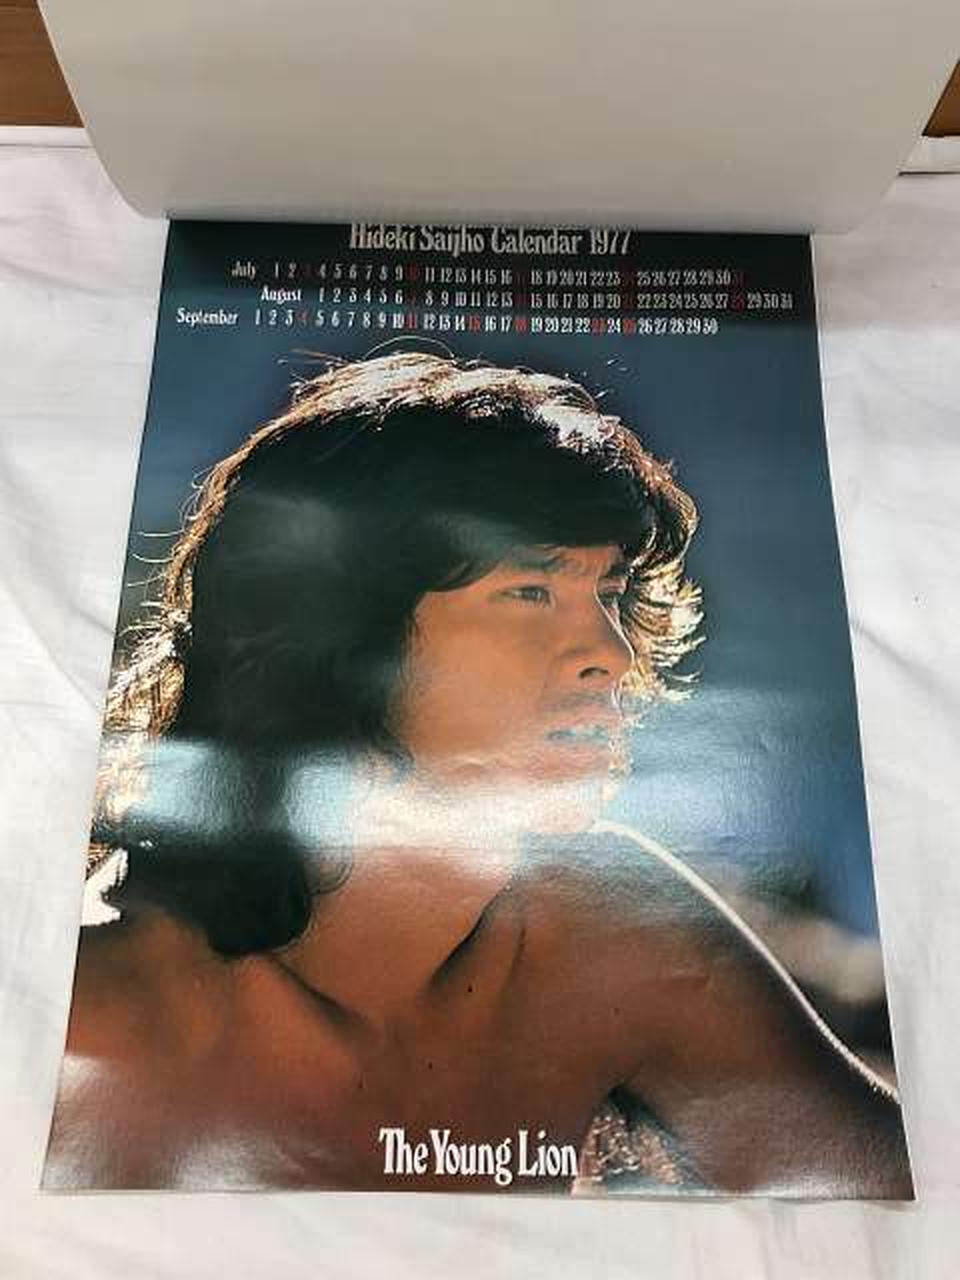 Hideki Saijho Calendar 1977
July 1 2 3 4 5 6 7 8 9 10 11 12 13 14 15 16 17 18 19 20 21 22 23 24 25 26 27 28 29 30 31
August 1 2 3 4 5 6 7 8 9 10 11 12 13 14 15 16 17 18 19 20 21 22 23 24 25 26 27 28 29 30 31
September 1 2 3 4 5 6 7 8 9 10 11 12 13 14 15 16 17 18 19 20 21 22 23 24 25 26 27 28 29 30
The Young Lion